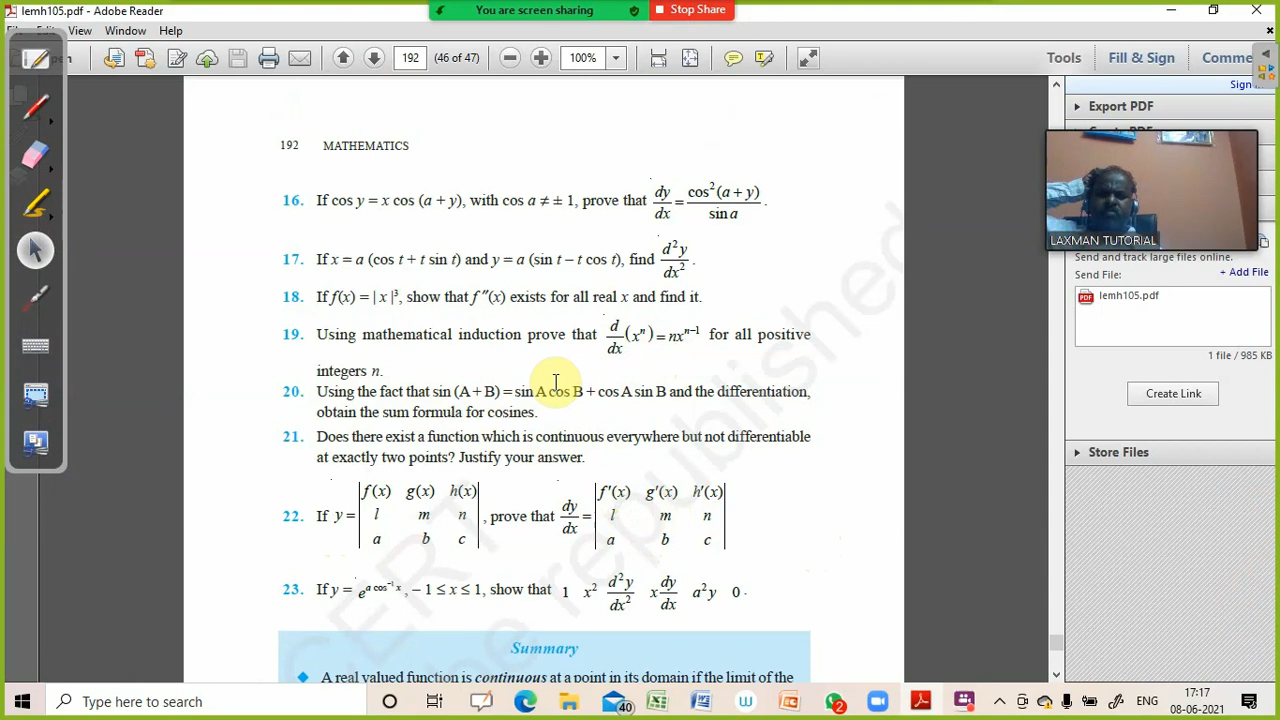 lemh105.pdf - Adobe Reader
You are screen sharing
Stop Share
View Window Help
192 (46 of 47) 100%
Tools Fill & Sign Comme
Sign
Export PDF
LAXMAN TUTORIAL
Send and track large files online.
Send File: + Add File
lemh105.pdf
1 file / 985 KB
Create Link
Store Files
192 MATHEMATICS
16. If cos y = x cos (a + y), with cos a ≠ ± 1, prove that dy/dx = cos²(a + y)/sin a .
17. If x = a (cos t + t sin t) and y = a (sin t – t cos t), find d²y/dx² .
18. If f(x) = | x |³, show that f ″(x) exists for all real x and find it.
19. Using mathematical induction prove that d/dx (xⁿ) = nxⁿ⁻¹ for all positive
integers n.
20. Using the fact that sin (A + B) = sin A cos B + cos A sin B and the differentiation,
obtain the sum formula for cosines.
21. Does there exist a function which is continuous everywhere but not differentiable
at exactly two points? Justify your answer.
22. If y = | f(x) g(x) h(x) | , prove that dy/dx = | f′(x) g′(x) h′(x) |
l m n l m n
a b c a b c
23. If y = e^(a cos⁻¹ x) , – 1 ≤ x ≤ 1, show that 1 x² d²y/dx² x dy/dx a²y 0 .
Summary
A real valued function is continuous at a point in its domain if the limit of the
Type here to search
40
2
ENG
17:17
08-06-2021